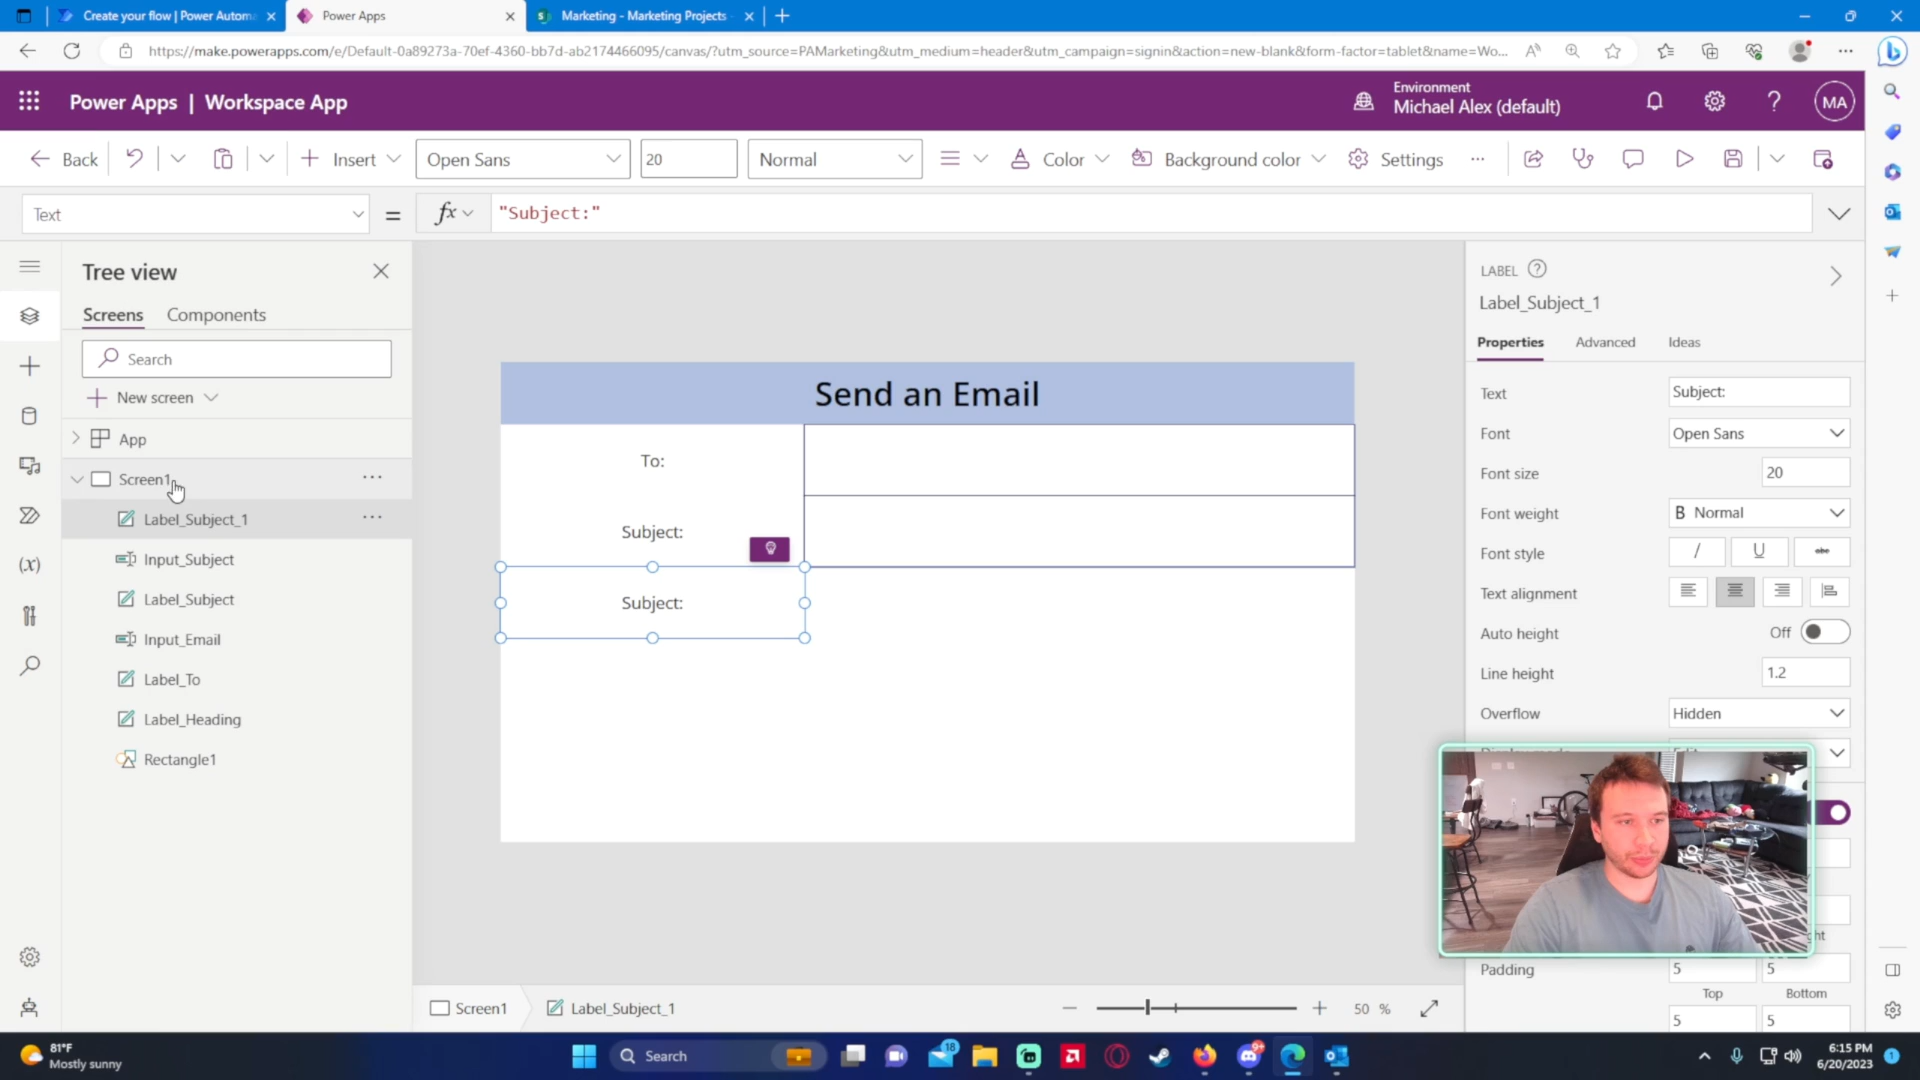 Create your flow | Power Automa
Power Apps
Marketing - Marketing Projects
https://make.powerapps.com/e/Default-0a89273a-70ef-4360-bb7d-ab2174466095/canvas/?utm_source=PAMarketing&utm_medium=header&utm_campaign=signin&action=new-blank&form-factor=tablet&name=Wo...
Power Apps | Workspace App
Environment
Michael Alex (default)
MA
Back
Insert
Open Sans
20
Normal
Color
Background color
Settings
Text
=
fx
"Subject:"
Tree view
Screens
Components
Search
New screen
App
Screen1
Label_Subject_1
Input_Subject
Label_Subject
Input_Email
Label_To
Label_Heading
Rectangle1
Send an Email
To:
Subject:
Subject:
LABEL
Label_Subject_1
Properties
Advanced
Ideas
Text
Subject:
Font
Open Sans
Font size
20
Font weight
B Normal
Font style
/
U
abc
Text alignment
Auto height
Off
Line height
1.2
Overflow
Hidden
Padding
5
5
Top
Bottom
5
5
Screen1
Label_Subject_1
50 %
81°F
Mostly sunny
Search
18
6:15 PM
6/20/2023
1